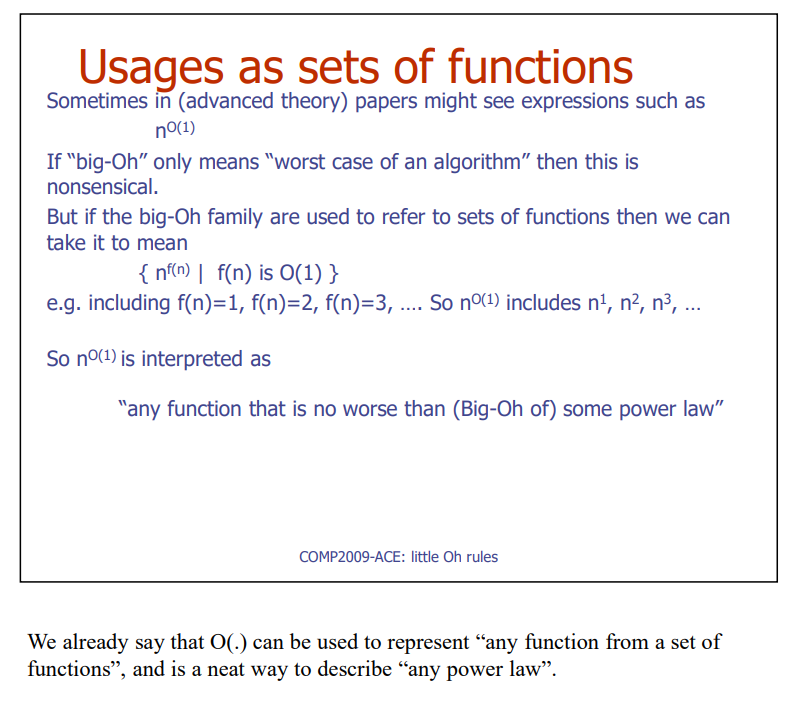 Usages as sets of functions
Sometimes in (advanced theory) papers might see expressions such as
n^O(1)
If “big-Oh” only means “worst case of an algorithm” then this is
nonsensical.
But if the big-Oh family are used to refer to sets of functions then we can
take it to mean
{ n^f(n) | f(n) is O(1) }
e.g. including f(n)=1, f(n)=2, f(n)=3, …. So n^O(1) includes n¹, n², n³, …
So n^O(1) is interpreted as
“any function that is no worse than (Big-Oh of) some power law”
COMP2009-ACE: little Oh rules
We already say that O(.) can be used to represent “any function from a set of
functions”, and is a neat way to describe “any power law”.